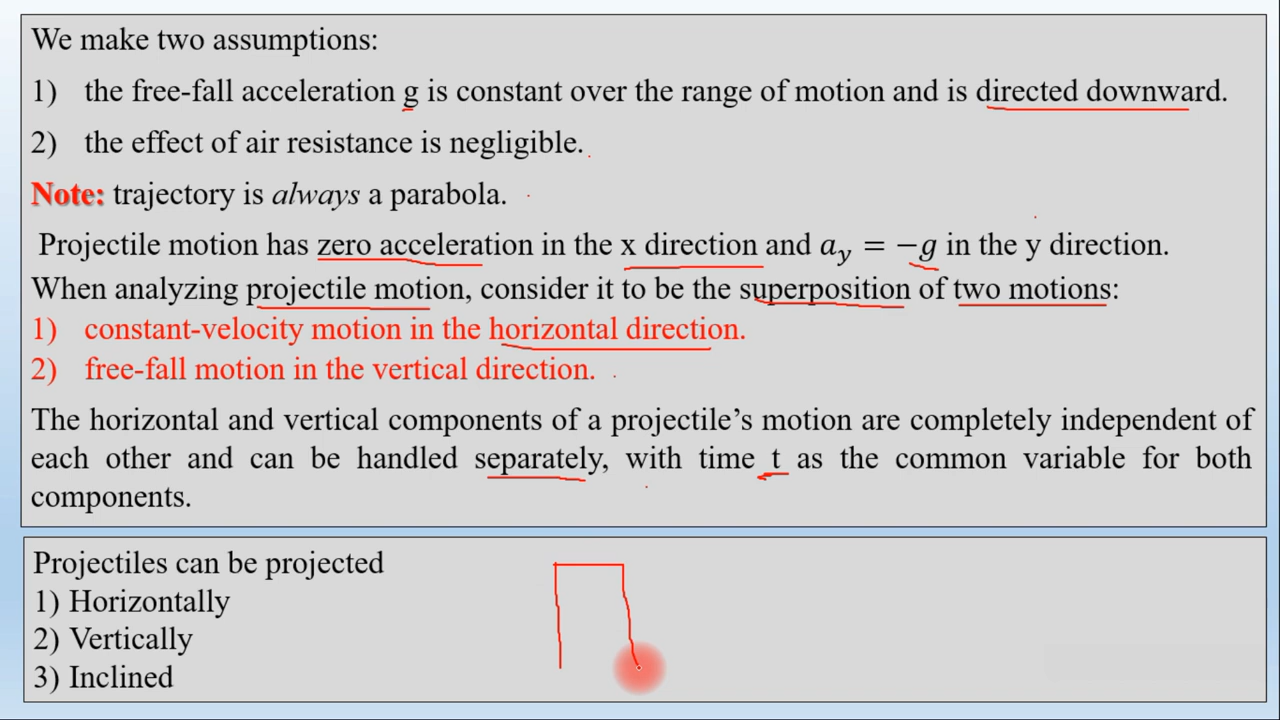 We make two assumptions:
1) the free-fall acceleration g is constant over the range of motion and is directed downward.
2) the effect of air resistance is negligible.
Note: trajectory is always a parabola.
Projectile motion has zero acceleration in the x direction and a_y = −g in the y direction.
When analyzing projectile motion, consider it to be the superposition of two motions:
1) constant-velocity motion in the horizontal direction.
2) free-fall motion in the vertical direction.
The horizontal and vertical components of a projectile’s motion are completely independent of
each other and can be handled separately, with time t as the common variable for both
components.
Projectiles can be projected
1) Horizontally
2) Vertically
3) Inclined